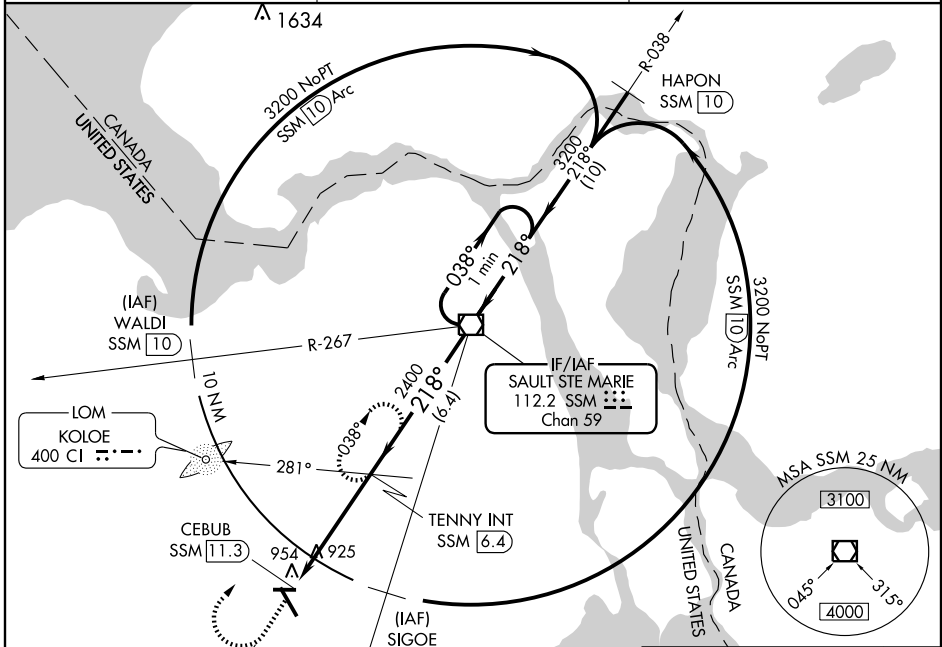 1634
3200 NoPT
SSM 10 Arc
R-038
HAPON
SSM 10
CANADA
UNITED STATES
3200
218°
(10)
038°
1 min
218°
3200 NoPT
SSM 10 Arc
(IAF)
WALDI
SSM 10
R-267
10 NM
2400
218°
(6.4)
IF/IAF
SAULT STE MARIE
112.2 SSM
Chan 59
LOM
KOLOE
400 CI
038°
281°
MSA SSM 25 NM
3100
045°
315°
4000
TENNY INT
SSM 6.4
CEBUB
SSM 11.3
954
925
UNITED STATES
CANADA
(IAF)
SIGOE